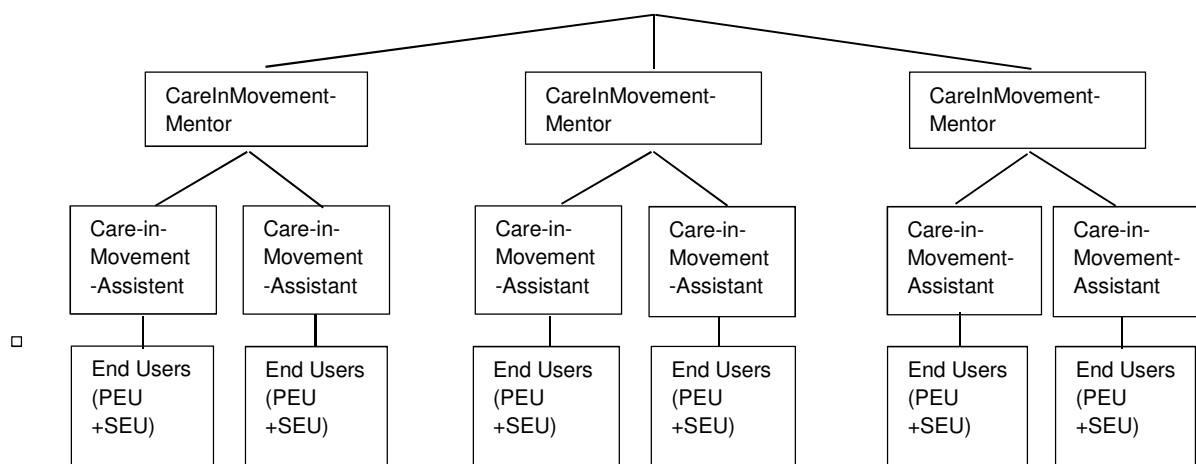 CareInMovement-
Mentor
CareInMovement-
Mentor
CareInMovement-
Mentor
Care-in-
Movement
-Assistent
Care-in-
Movement
-Assistant
Care-in-
Movement
-Assistant
Care-in-
Movement
-Assistant
Care-in-
Movement-
Assistant
Care-in-
Movement-
Assistant
End Users
(PEU
+SEU)
End Users
(PEU
+SEU)
End Users
(PEU
+SEU)
End Users
(PEU
+SEU)
End Users
(PEU
+SEU)
End Users
(PEU
+SEU)